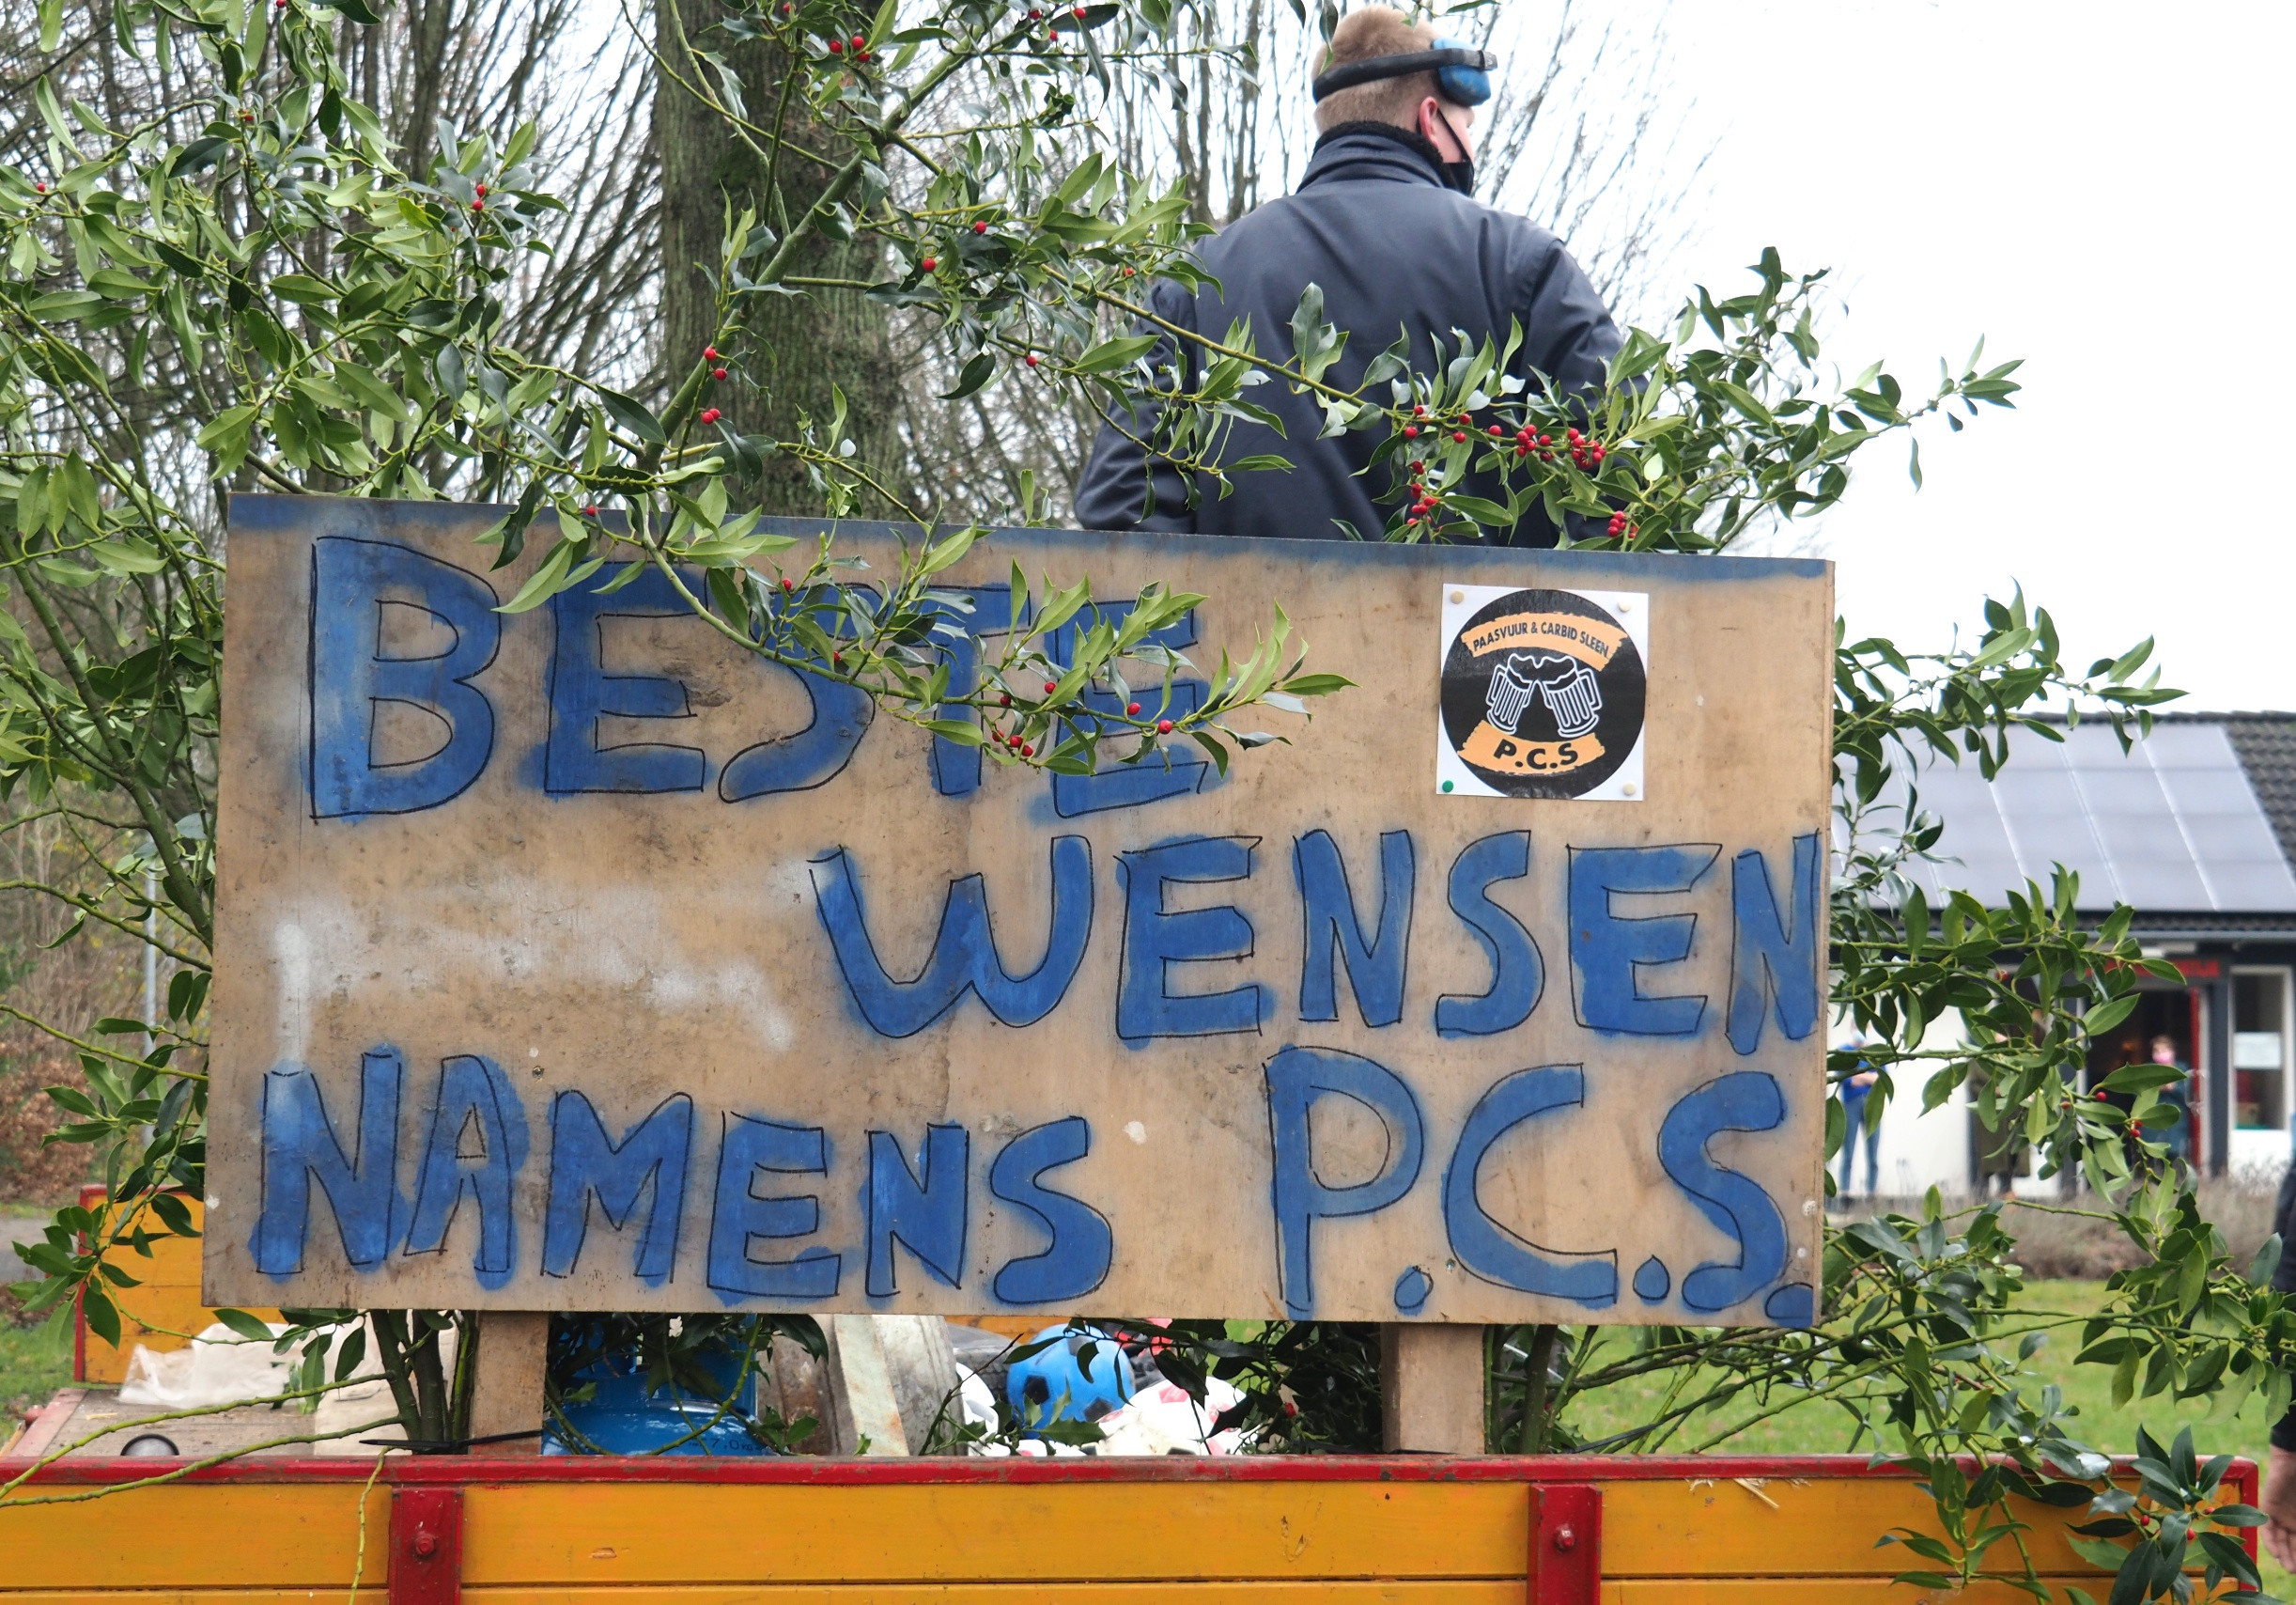 BESTE
PAASVUUR & CARBID SLEEN
P.C.S
WENSEN
NAMENS P.C.S.